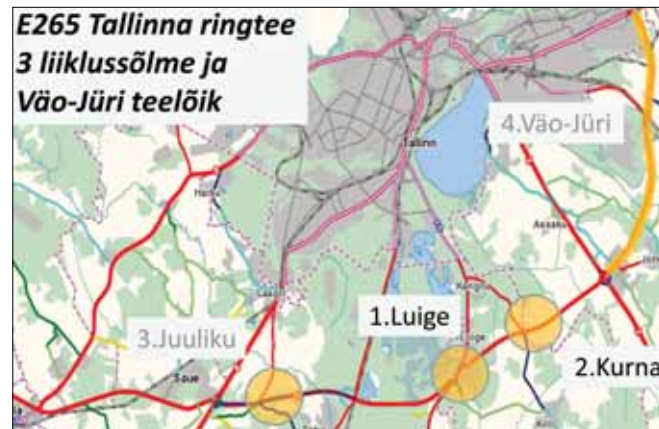 E265 Tallinna ringtee
3 liiklussõlme ja
Väo-Jüri teelõik
4.Väo-Jüri
Tallinn
1.Luige
3.Juuliku
Saue
2.Kurna